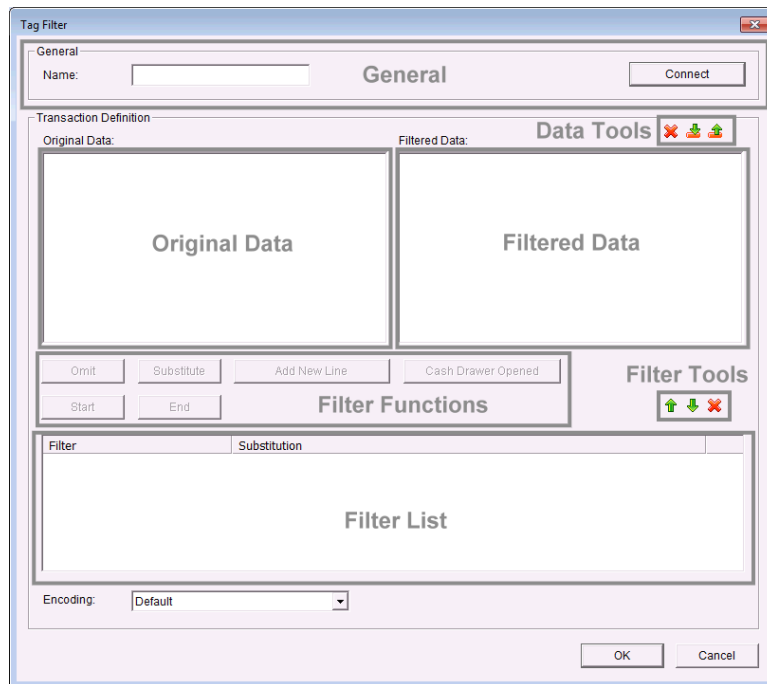 Tag Filter
General
Name:
General
Connect
Transaction Definition
Data Tools
Original Data:
Filtered Data:
Original Data
Filtered Data
Omit
Substitute
Add New Line
Cash Drawer Opened
Filter Tools
Start
End
Filter Functions
Filter
Substitution
Filter List
Encoding:
Default
OK
Cancel